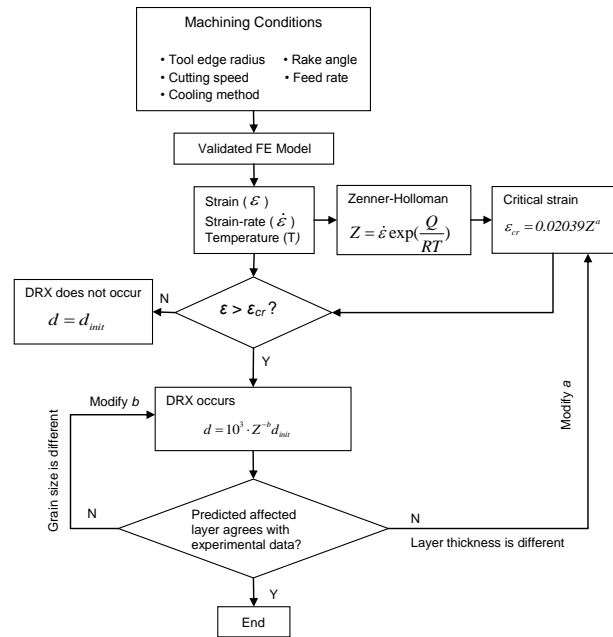 Machining Conditions
• Tool edge radius
• Rake angle
• Cutting speed
• Feed rate
• Cooling method
Validated FE Model
Strain ( ε )
Strain-rate ( ε̇ )
Temperature (T)
Zenner-Holloman
Z = ε̇ exp(Q/RT)
Critical strain
ε_cr = 0.02039Z^a
DRX does not occur
d = d_init
N
ε > ε_cr ?
Y
Modify b
DRX occurs
d = 10^3 · Z^-b d_init
Grain size is different
Modify a
N
Predicted affected
layer agrees with
experimental data?
N
Layer thickness is different
Y
End